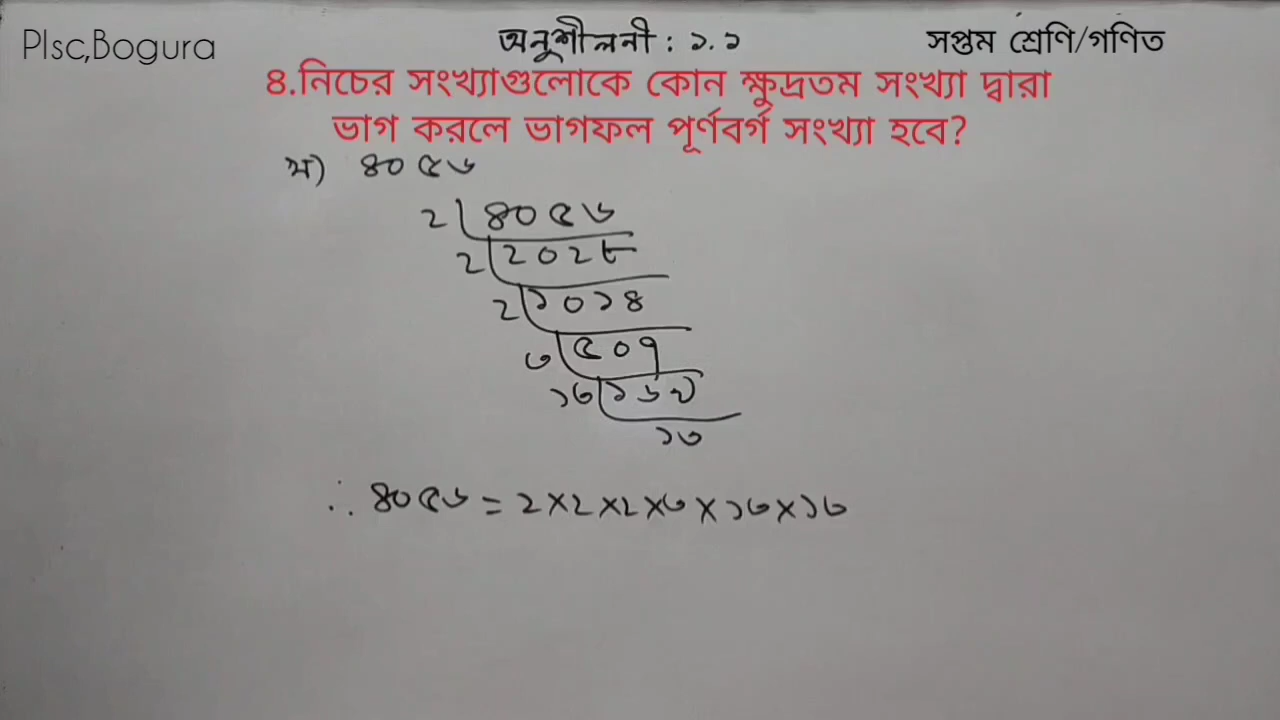 PIsc,Bogura
অনুশীলনী : ১.১
সপ্তম শ্রেণি/গণিত
৪.নিচের সংখ্যাগুলোকে কোন ক্ষুদ্রতম সংখ্যা দ্বারা
ভাগ করলে ভাগফল পূর্ণবর্গ সংখ্যা হবে?
৪০৫৬
২ ৪০৫৬
২ ২০২৮
২ ১০১৪
৩ ৫০৭
১৩ ১৬৯
১৩
∴ ৪০৫৬ = ২×২×২×৩×১৩×১৩